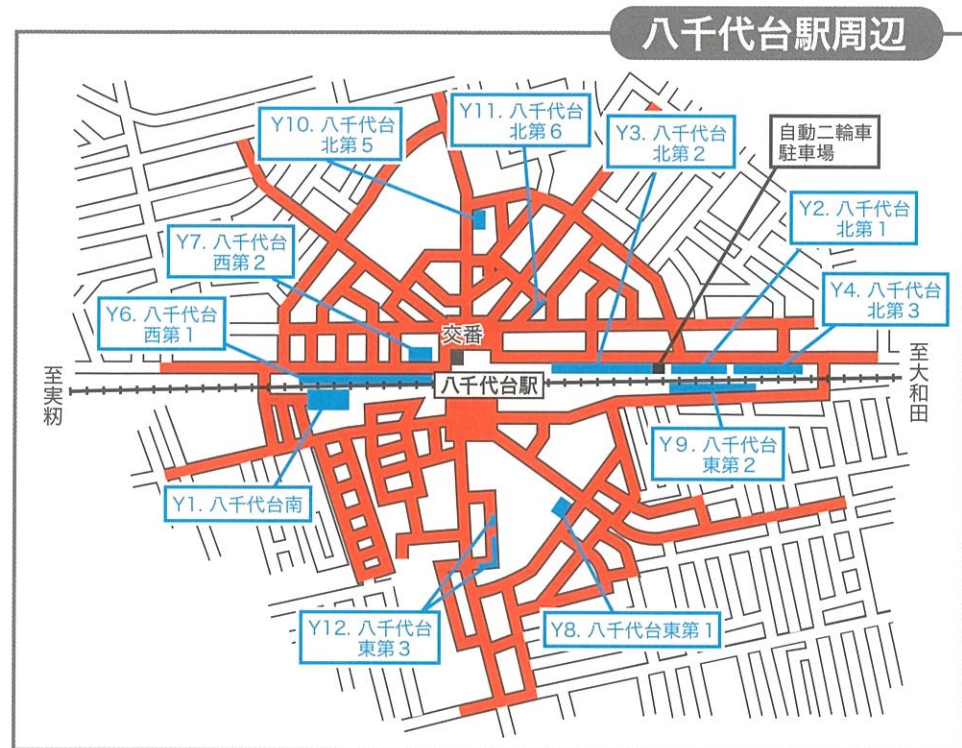 八千代台駅周辺
Y10. 八千代台
北第5
Y11. 八千代台
北第6
Y3. 八千代台
北第2
自動二輪車
駐車場
Y7. 八千代台
西第2
Y2. 八千代台
北第1
Y6. 八千代台
西第1
Y4. 八千代台
北第3
交番
至実籾
八千代台駅
至大和田
Y9. 八千代台
東第2
Y1. 八千代台南
Y12. 八千代台
東第3
Y8. 八千代台東第1